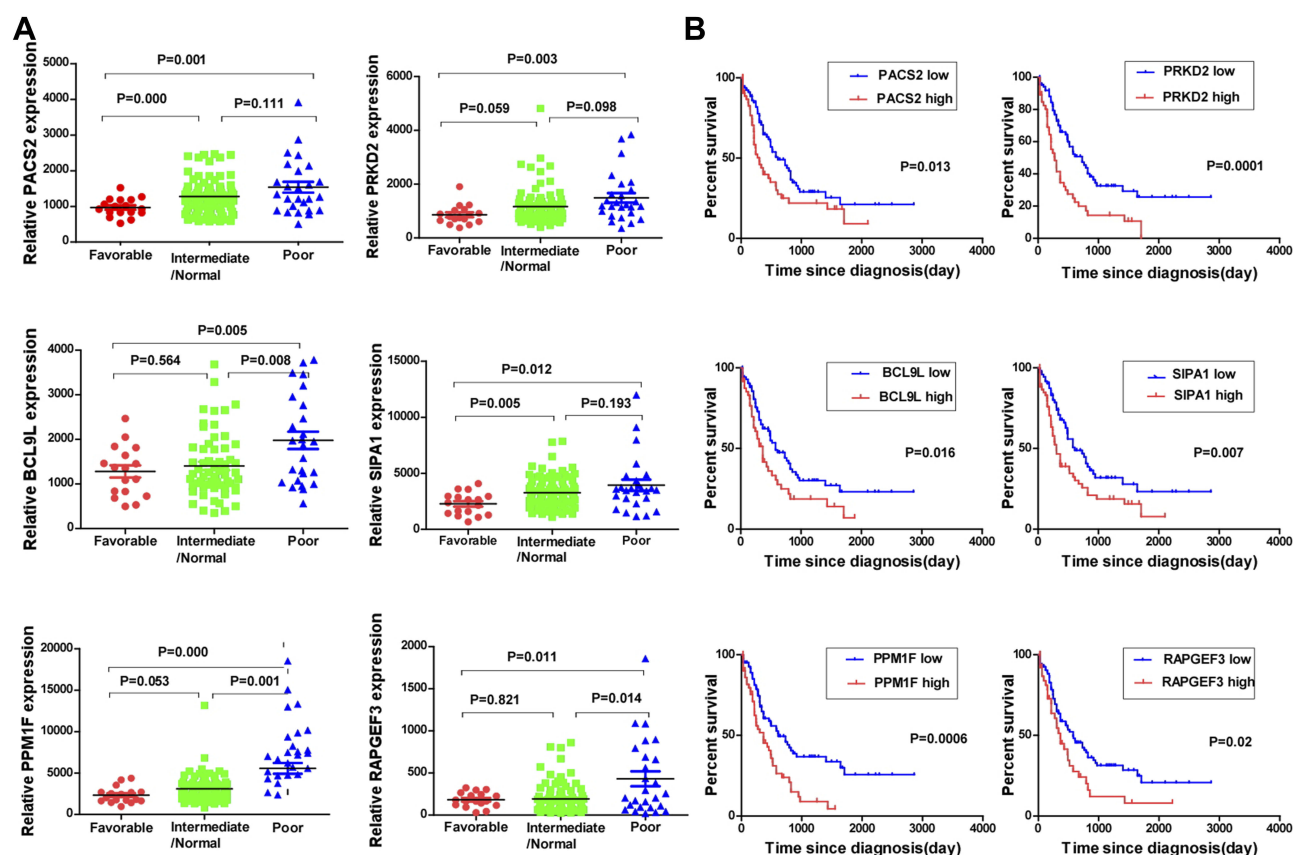 A
Relative PACS2 expression
5000
4000
3000
2000
1000
0
P=0.001
P=0.000
P=0.111
Favorable
Intermediate
/Normal
Poor
Relative PRKD2 expression
6000
4000
2000
0
P=0.003
P=0.059
P=0.098
Favorable
Intermediate
/Normal
Poor
B
Percent survival
100
50
0
PACS2 low
PACS2 high
P=0.013
0
1000
2000
3000
4000
Time since diagnosis(day)
Percent survival
100
80
60
40
20
0
PRKD2 low
PRKD2 high
P=0.0001
0
1000
2000
3000
4000
Time since diagnosis(day)
Relative BCL9L expression
4000
3000
2000
1000
0
P=0.005
P=0.564
P=0.008
Favorable
Intermediate
/Normal
Poor
Relative SIPA1 expression
15000
10000
5000
0
P=0.012
P=0.005
P=0.193
Favorable
Intermediate
/Normal
Poor
Percent survival
100
50
0
BCL9L low
BCL9L high
P=0.016
0
1000
2000
3000
4000
Time since diagnosis(day)
Percent survival
100
50
0
SIPA1 low
SIPA1 high
P=0.007
0
1000
2000
3000
4000
Time since diagnosis(day)
Relative PPM1F expression
20000
15000
10000
5000
0
P=0.000
P=0.053
P=0.001
Favorable
Intermediate
/Normal
Poor
Relative RAPGEF3 expression
2000
1500
1000
500
0
P=0.011
P=0.821
P=0.014
Favorable
Intermediate
/Normal
Poor
Percent survival
100
50
0
PPM1F low
PPM1F high
P=0.0006
0
1000
2000
3000
4000
Time since diagnosis(day)
Percent survival
100
50
0
RAPGEF3 low
RAPGEF3 high
P=0.02
0
1000
2000
3000
4000
Time since diagnosis(day)